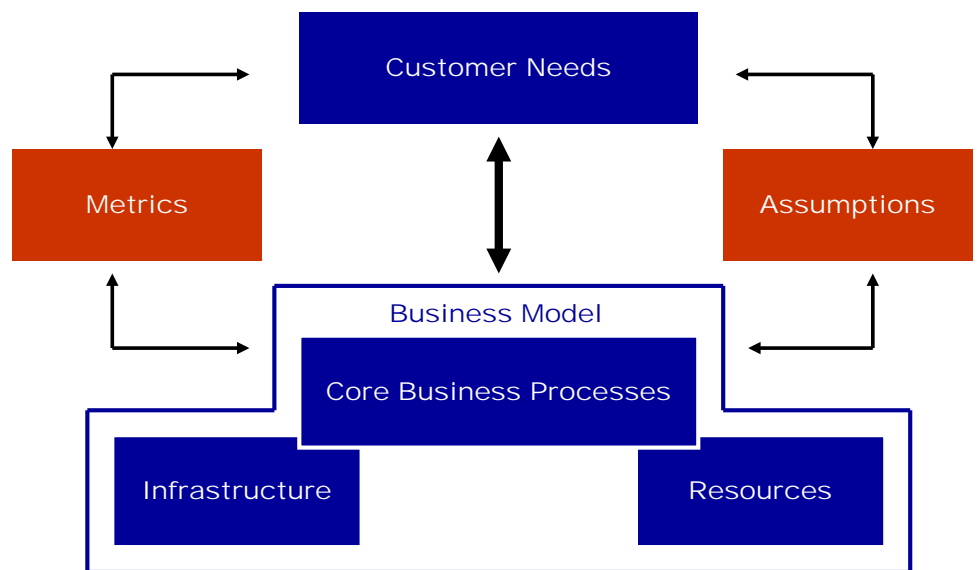 Customer Needs
Metrics
Assumptions
Business Model
Core Business Processes
Infrastructure
Resources